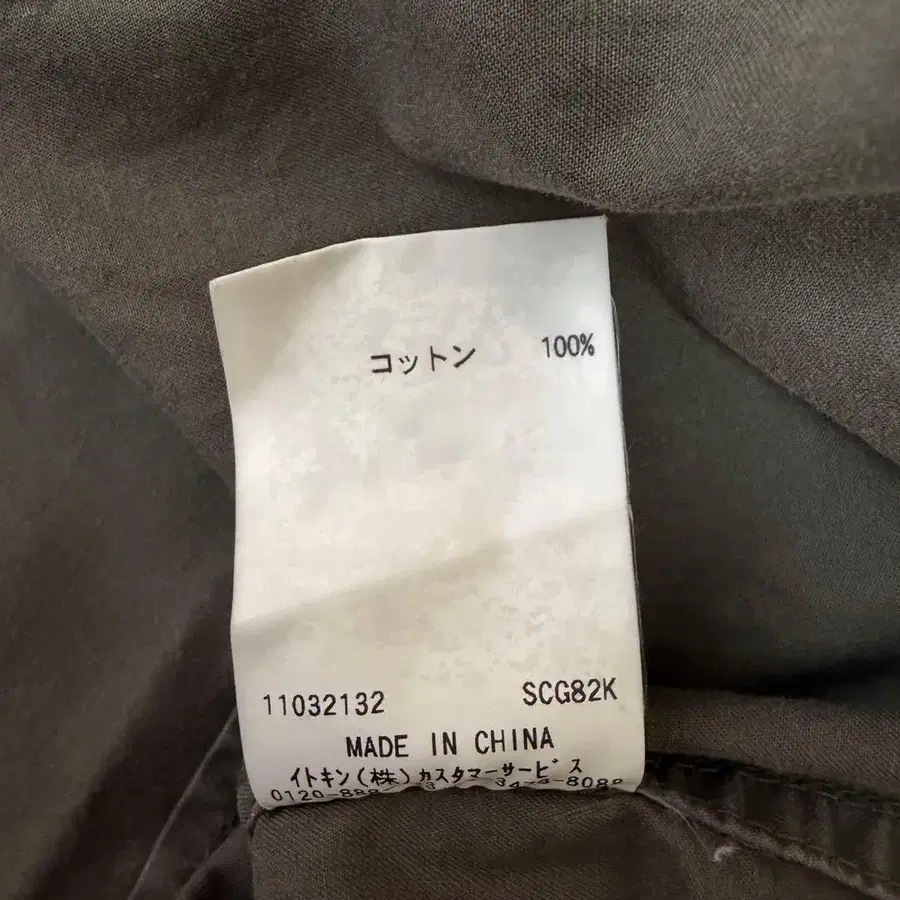 コットン 100%
11032132 SCG82K
MADE IN CHINA
イトキン(株)カスタマーサービス